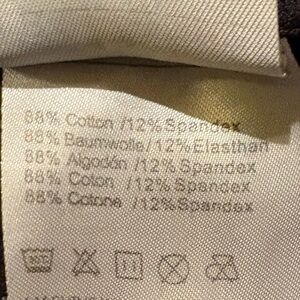 88% Cotton /12% Spandex
88% Baumwolle/12% Elasthan
88% Algodón /12% Spandex
88% Coton /12% Spandex
88% Cotone /12% Spandex